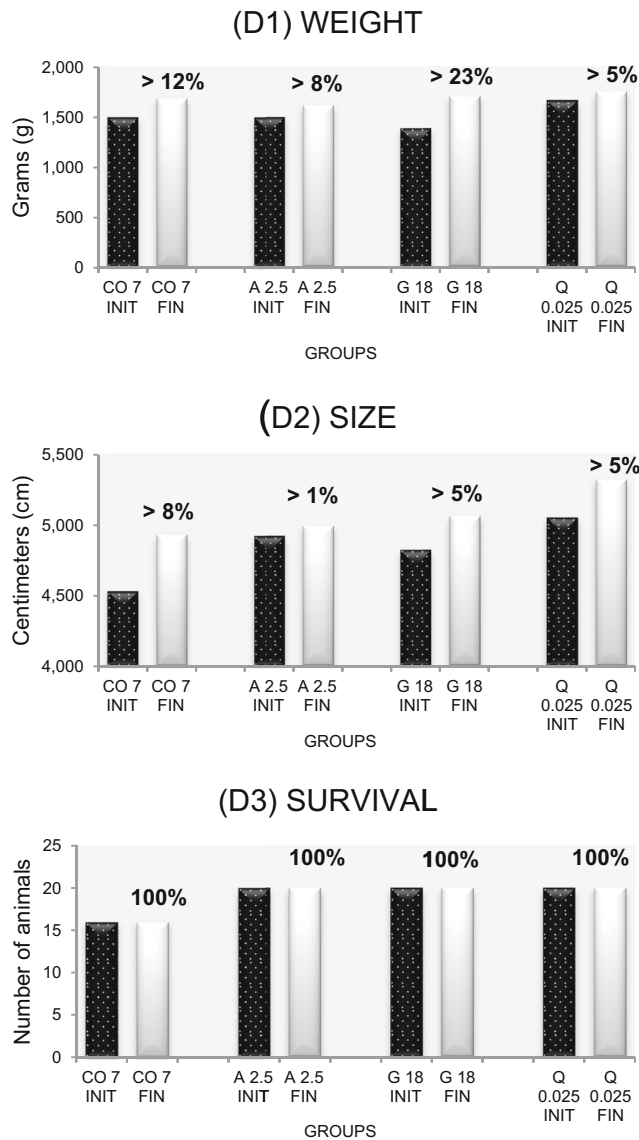 (D1) WEIGHT
2,000
1,500
1,000
500
0
Grams (g)
> 12%
> 8%
> 23%
> 5%
CO 7 CO 7 A 2.5 A 2.5 G 18 G 18 Q Q
INIT FIN INIT FIN INIT FIN 0.025 0.025
INIT FIN
GROUPS
(D2) SIZE
5,500
5,000
4,500
4,000
Centimeters (cm)
> 8%
> 1%
> 5%
> 5%
CO 7 CO 7 A 2.5 A 2.5 G 18 G 18 Q Q
INIT FIN INIT FIN INIT FIN 0.025 0.025
INIT FIN
GROUPS
(D3) SURVIVAL
25
20
15
10
5
0
Number of animals
100%
100%
100%
100%
CO 7 CO 7 A 2.5 A 2.5 G 18 G 18 Q Q
INIT FIN INIT FIN INIT FIN 0.025 0.025
INIT FIN
GROUPS